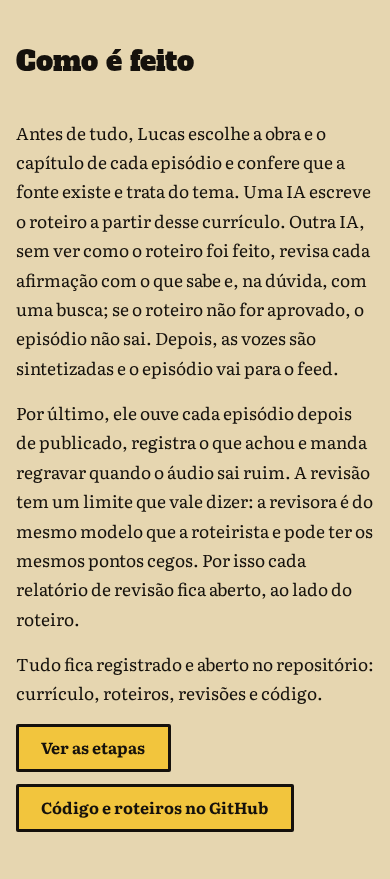 Como é feito
Antes de tudo, Lucas escolhe a obra e o
capítulo de cada episódio e confere que a
fonte existe e trata do tema. Uma IA escreve
o roteiro a partir desse currículo. Outra IA,
sem ver como o roteiro foi feito, revisa cada
afirmação com o que sabe e, na dúvida, com
uma busca; se o roteiro não for aprovado, o
episódio não sai. Depois, as vozes são
sintetizadas e o episódio vai para o feed.
Por último, ele ouve cada episódio depois
de publicado, registra o que achou e manda
regravar quando o áudio sai ruim. A revisão
tem um limite que vale dizer: a revisora é do
mesmo modelo que a roteirista e pode ter os
mesmos pontos cegos. Por isso cada
relatório de revisão fica aberto, ao lado do
roteiro.
Tudo fica registrado e aberto no repositório:
currículo, roteiros, revisões e código.
Ver as etapas
Código e roteiros no GitHub